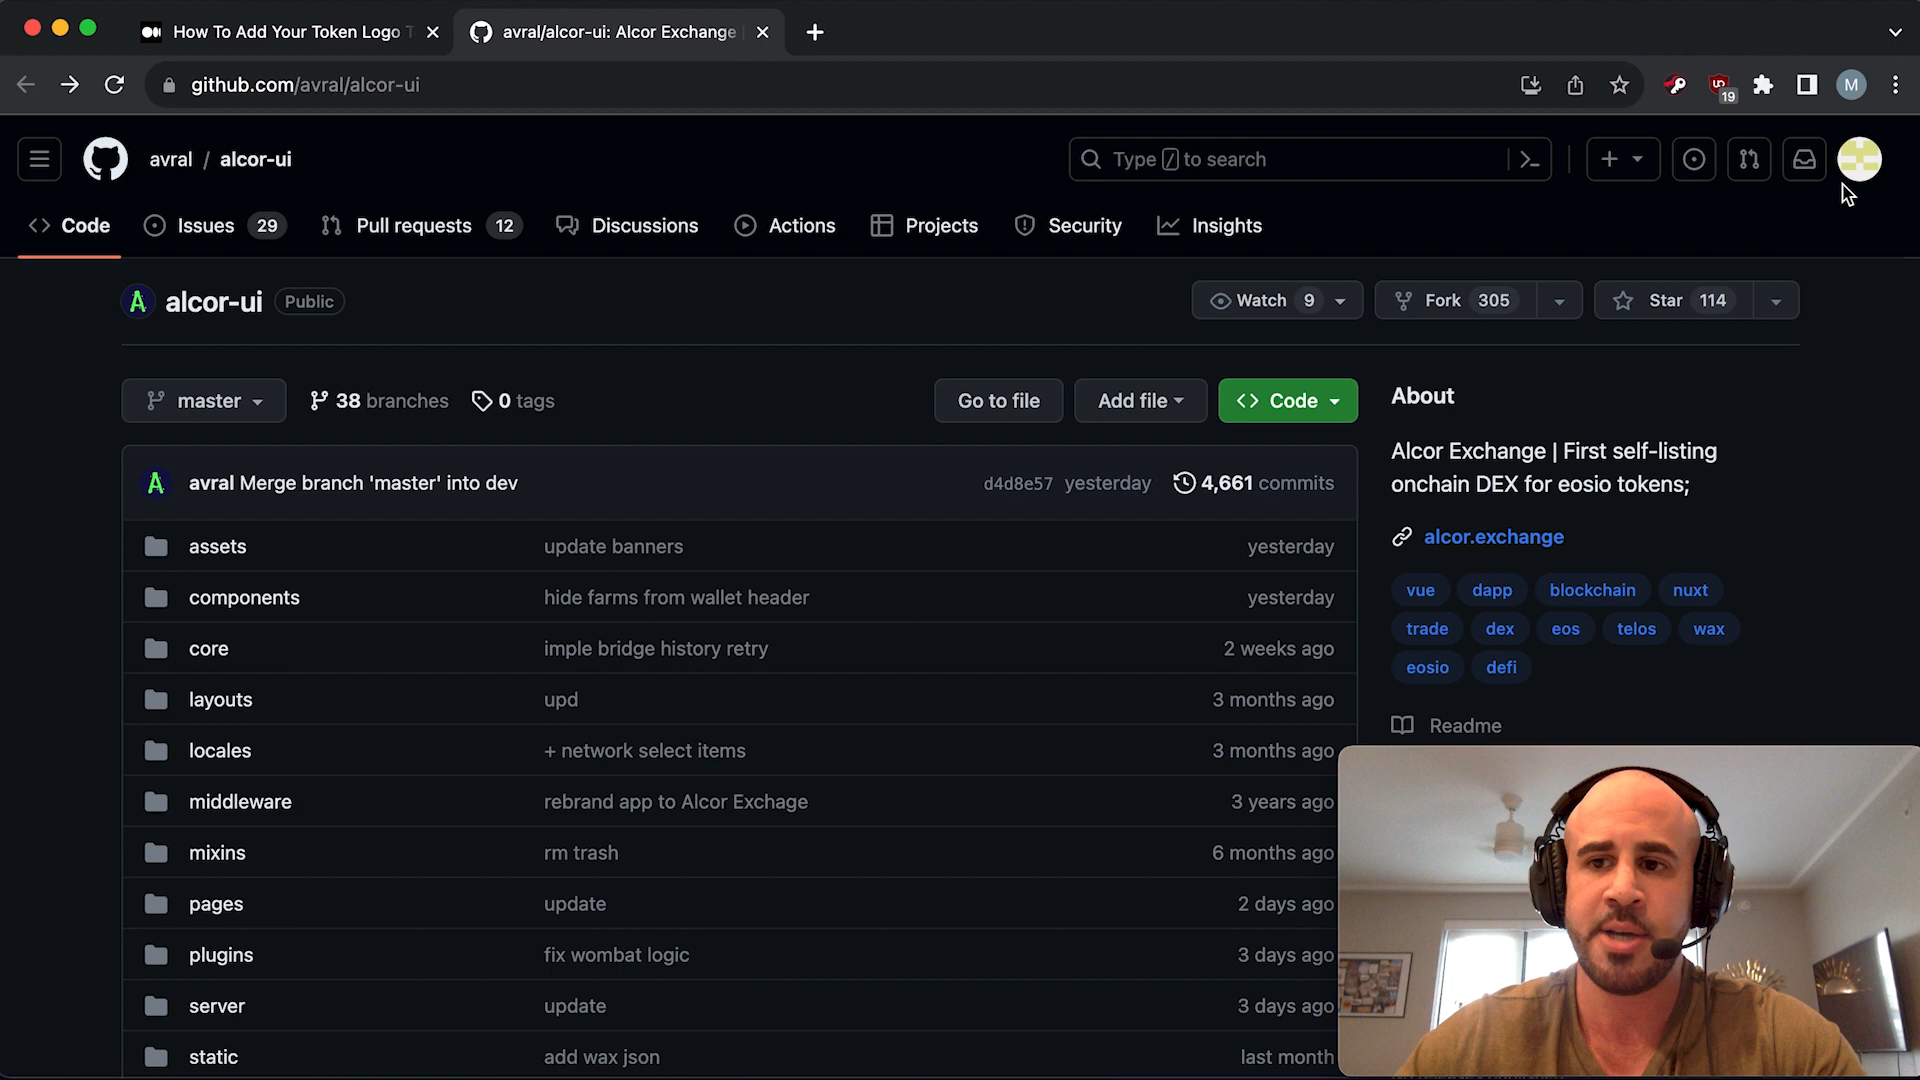 How To Add Your Token Logo T
avral/alcor-ui: Alcor Exchange
github.com/avral/alcor-ui
19
M
avral / alcor-ui
Type / to search
Code
Issues 29
Pull requests 12
Discussions
Actions
Projects
Security
Insights
alcor-ui Public
Watch 9
Fork 305
Star 114
master
38 branches
0 tags
Go to file
Add file
Code
avral Merge branch 'master' into dev
d4d8e57 yesterday
4,661 commits
assets update banners yesterday
components hide farms from wallet header yesterday
core imple bridge history retry 2 weeks ago
layouts upd 3 months ago
locales + network select items 3 months ago
middleware rebrand app to Alcor Exchage 3 years ago
mixins rm trash 6 months ago
pages update 2 days ago
plugins fix wombat logic 3 days ago
server update 3 days ago
static add wax json last month
About
Alcor Exchange | First self-listing
onchain DEX for eosio tokens;
alcor.exchange
vue dapp blockchain nuxt
trade dex eos telos wax
eosio defi
Readme